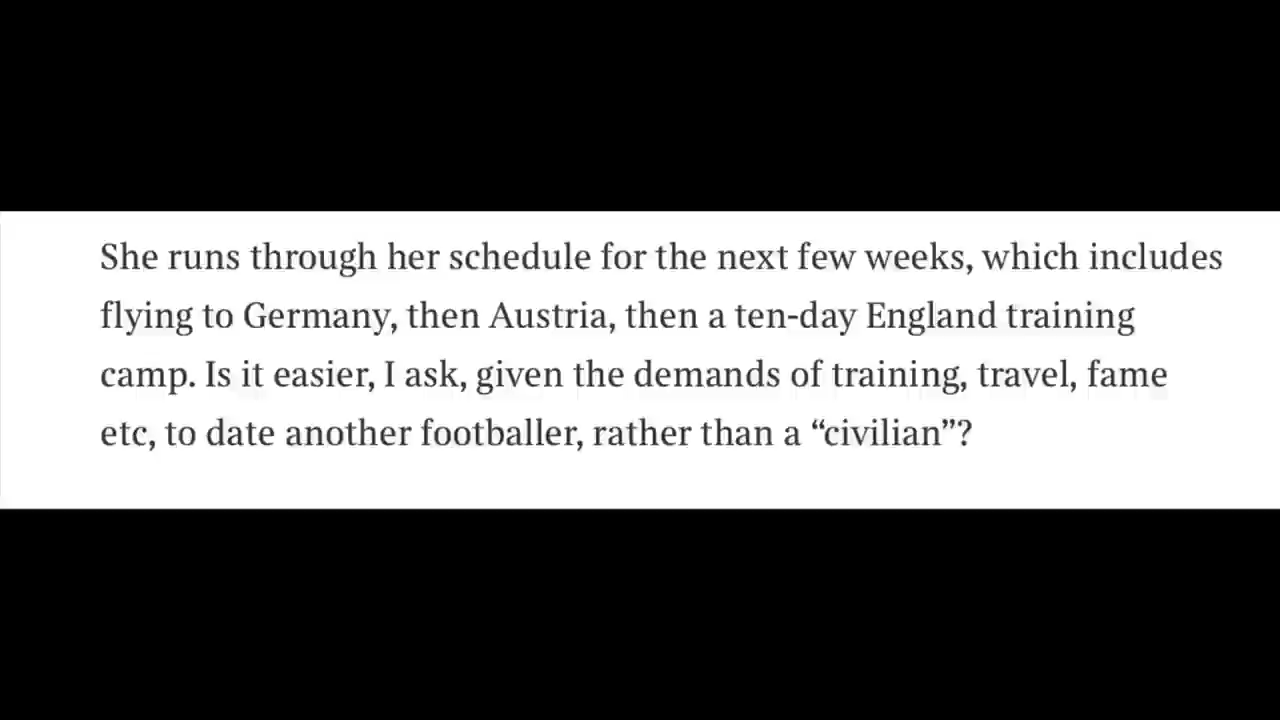 She runs through her schedule for the next few weeks, which includes
flying to Germany, then Austria, then a ten-day England training
camp. Is it easier, I ask, given the demands of training, travel, fame
etc, to date another footballer, rather than a “civilian”?